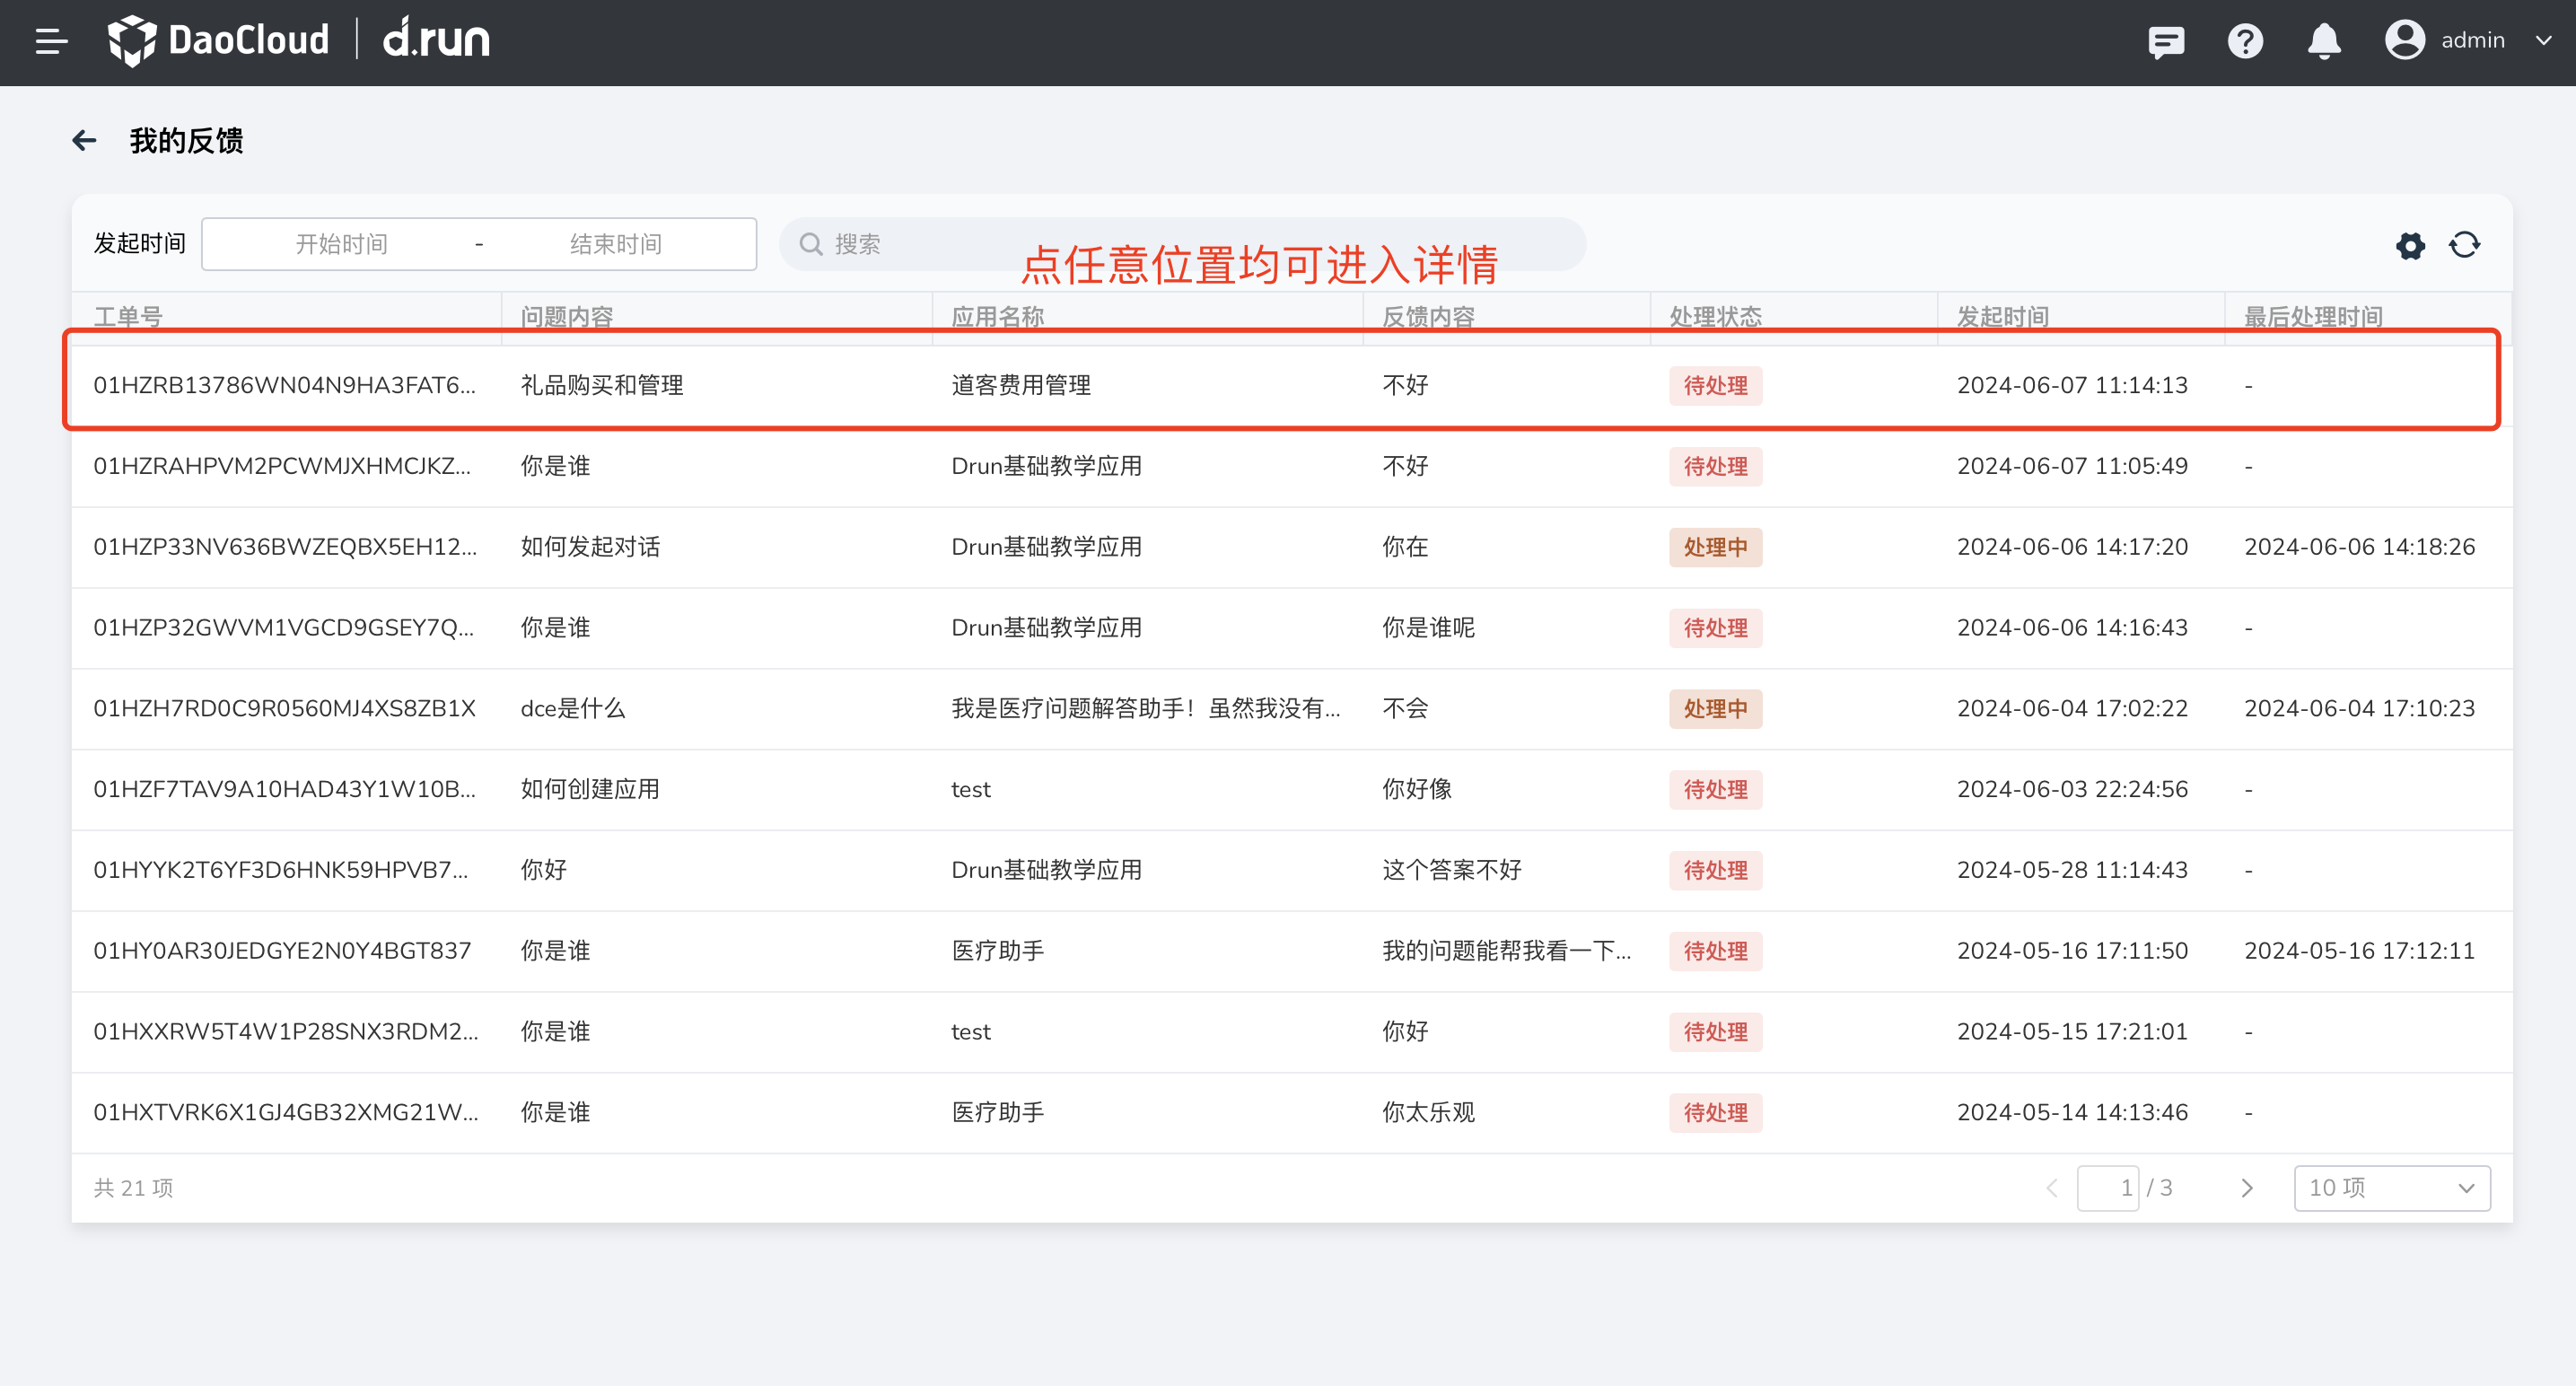 DaoCloud | d.run
admin
我的反馈
发起时间 开始时间 - 结束时间 搜索
点任意位置均可进入详情
工单号 问题内容 应用名称 反馈内容 处理状态 发起时间 最后处理时间
01HZRB13786WN04N9HA3FAT6... 礼品购买和管理 道客费用管理 不好 待处理 2024-06-07 11:14:13 -
01HZRAHPVM2PCWMJXHMCJKZ... 你是谁 Drun基础教学应用 不好 待处理 2024-06-07 11:05:49 -
01HZP33NV636BWZEQBX5EH12... 如何发起对话 Drun基础教学应用 你在 处理中 2024-06-06 14:17:20 2024-06-06 14:18:26
01HZP32GWVM1VGCD9GSEY7Q... 你是谁 Drun基础教学应用 你是谁呢 待处理 2024-06-06 14:16:43 -
01HZH7RD0C9R0560MJ4XS8ZB1X dce是什么 我是医疗问题解答助手！虽然我没有... 不会 处理中 2024-06-04 17:02:22 2024-06-04 17:10:23
01HZF7TAV9A10HAD43Y1W10B... 如何创建应用 test 你好像 待处理 2024-06-03 22:24:56 -
01HYYK2T6YF3D6HNK59HPVB7... 你好 Drun基础教学应用 这个答案不好 待处理 2024-05-28 11:14:43 -
01HY0AR30JEDGYE2N0Y4BGT837 你是谁 医疗助手 我的问题能帮我看一下... 待处理 2024-05-16 17:11:50 2024-05-16 17:12:11
01HXXRW5T4W1P28SNX3RDM2... 你是谁 test 你好 待处理 2024-05-15 17:21:01 -
01HXTVRK6X1GJ4GB32XMG21W... 你是谁 医疗助手 你太乐观 待处理 2024-05-14 14:13:46 -
共 21 项 1 / 3 10 项